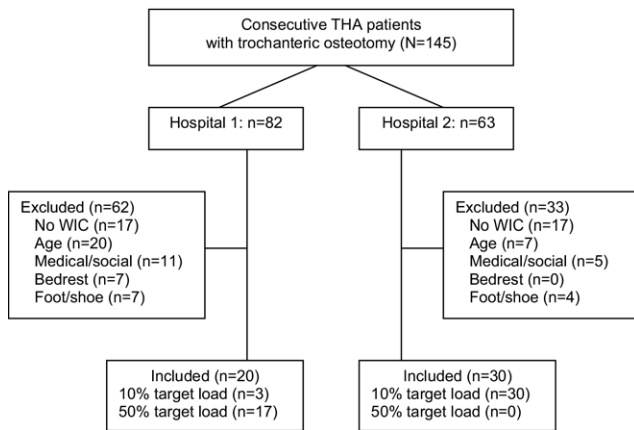 Consecutive THA patients
with trochanteric osteotomy (N=145)
Hospital 1: n=82
Hospital 2: n=63
Excluded (n=62)
No WIC (n=17)
Age (n=20)
Medical/social (n=11)
Bedrest (n=7)
Foot/shoe (n=7)
Excluded (n=33)
No WIC (n=17)
Age (n=7)
Medical/social (n=5)
Bedrest (n=0)
Foot/shoe (n=4)
Included (n=20)
10% target load (n=3)
50% target load (n=17)
Included (n=30)
10% target load (n=30)
50% target load (n=0)